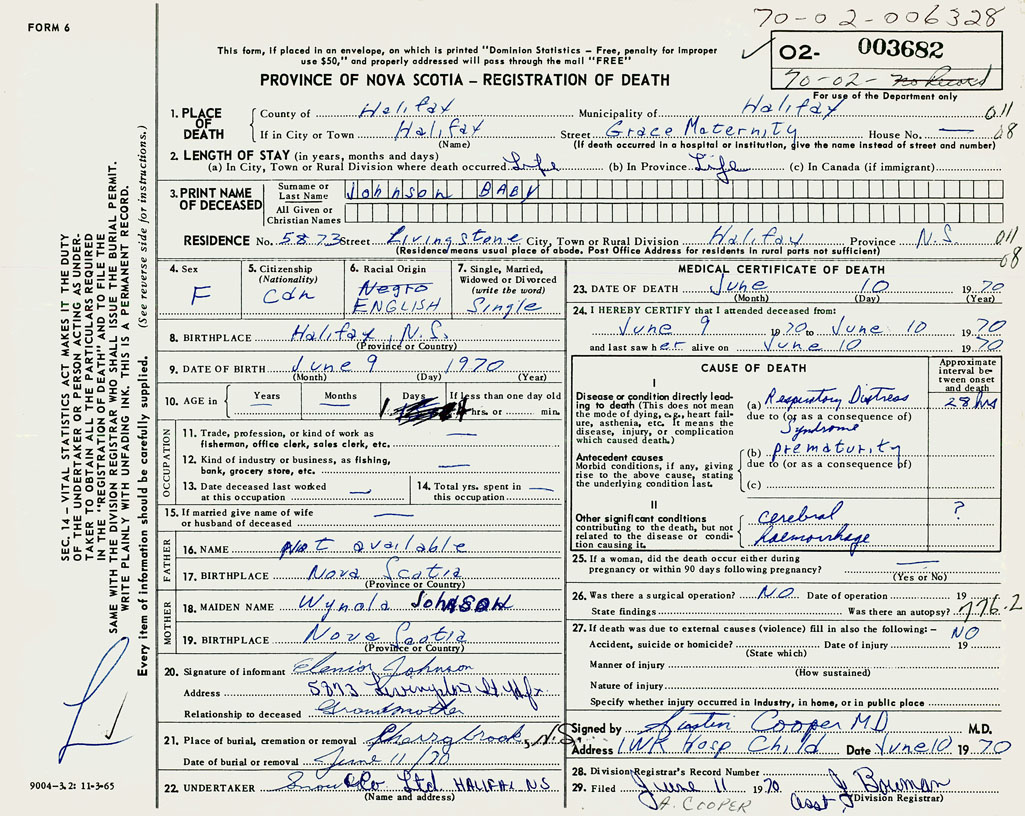 70-02-006328
FORM 6
This form, if placed in an envelope, on which is printed "Dominion Statistics – Free, penalty for improper
use $50," and properly addressed will pass through the mail "FREE"
PROVINCE OF NOVA SCOTIA – REGISTRATION OF DEATH
02- 003682
70-02- No Record
For use of the Department only
1. PLACE OF DEATH County of Halifax Municipality of Halifax 011
If in City or Town Halifax Street Grace Maternity House No. — 08
(Name) (If death occurred in a hospital or institution, give the name instead of street and number)
2. LENGTH OF STAY (in years, months and days)
(a) In City, Town or Rural Division where death occurred Life (b) In Province Life (c) In Canada (if immigrant)
3. PRINT NAME OF DECEASED Surname or Last Name Johnson BABY
All Given or Christian Names
RESIDENCE No. 5873 Street Livingstone City, Town or Rural Division Halifax Province N.S. 011
(Residence means usual place of abode. Post Office Address for residents in rural parts not sufficient) 08
4. Sex F
5. Citizenship (Nationality) Cdn
6. Racial Origin Negro ENGLISH
7. Single, Married, Widowed or Divorced (write the word) Single
8. BIRTHPLACE Halifax, N.S.
(Province or Country)
9. DATE OF BIRTH June 9 1970
(Month) (Day) (Year)
10. AGE in Years Months Days If less than one day old
1 hrs. or min.
OCCUPATION
11. Trade, profession, or kind of work as fisherman, office clerk, sales clerk, etc. —
12. Kind of industry or business, as fishing, bank, grocery store, etc. —
13. Date deceased last worked at this occupation —
14. Total yrs. spent in this occupation —
15. If married give name of wife or husband of deceased —
FATHER
16. NAME Not available
17. BIRTHPLACE Nova Scotia
(Province or Country)
MOTHER
18. MAIDEN NAME Wynola Johnson
19. BIRTHPLACE Nova Scotia
(Province or Country)
20. Signature of informant Johnson
Address 5873 Livingstone St Hfx
Relationship to deceased Grandmother
21. Place of burial, cremation or removal Cherrybrook, N.S.
Date of burial or removal June 11/70
22. UNDERTAKER Snow & Co Ltd. HALIFAX NS
(Name and address)
MEDICAL CERTIFICATE OF DEATH
23. DATE OF DEATH June 10 1970
(Month) (Day) (Year)
24. I HEREBY CERTIFY that I attended deceased from:
June 9 1970 to June 10 1970
and last saw her alive on June 10 1970
CAUSE OF DEATH
Approximate interval between onset and death
I
Disease or condition directly leading to death (This does not mean the mode of dying, e.g., heart failure, asthenia, etc. It means the disease, injury, or complication which caused death.)
(a) Respiratory Distress 28 hrs
due to (or as a consequence of)
Syndrome
Antecedent causes
Morbid conditions, if any, giving rise to the above cause, stating the underlying condition last.
(b) prematurity
due to (or as a consequence of)
(c)
II
Other significant conditions contributing to the death, but not related to the disease or condition causing it.
cerebral ?
haemorrhage
25. If a woman, did the death occur either during pregnancy or within 90 days following pregnancy? —
(Yes or No)
26. Was there a surgical operation? NO Date of operation 19
State findings Was there an autopsy? 776.2
27. If death was due to external causes (violence) fill in also the following:– NO
Accident, suicide or homicide? Date of injury 19
(State which)
Manner of injury
(How sustained)
Nature of injury
Specify whether injury occurred in industry, in home, or in public place
Signed by Cooper MD M.D.
Address IWK Hosp Child Date June 10 1970
28. Division Registrar's Record Number
29. Filed June 11 1970 J Bowman
A. COOPER Asst (Division Registrar)
SEC. 14 – VITAL STATISTICS ACT MAKES IT THE DUTY
OF THE UNDERTAKER OR PERSON ACTING AS UNDER-
TAKER TO OBTAIN ALL THE PARTICULARS REQUIRED
IN THE "REGISTRATION OF DEATH" AND TO FILE THE
SAME WITH THE DIVISION REGISTRAR WHO SHALL ISSUE THE BURIAL PERMIT.
WRITE PLAINLY WITH UNFADING INK. THIS IS A PERMANENT RECORD.
Every item of information should be carefully supplied. (See reverse side for instructions.)
9004–3.2: 11-3-65